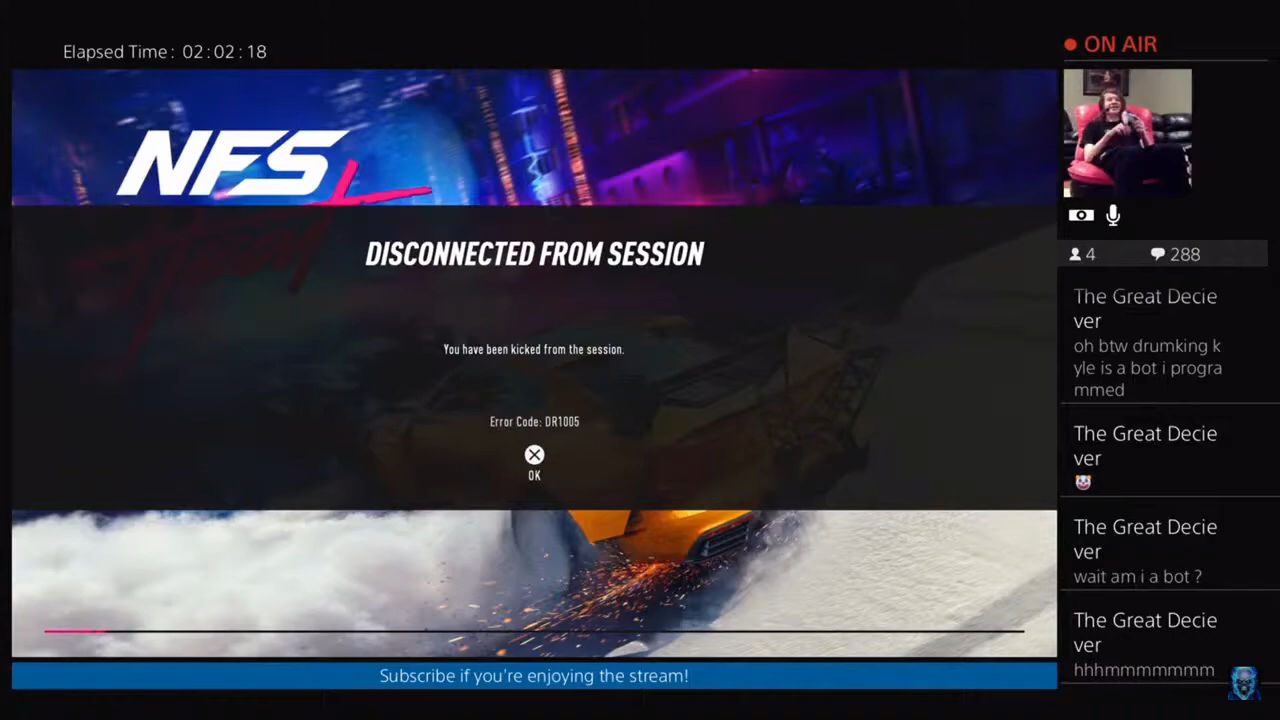 Elapsed Time: 02:02:18
ON AIR
NFS
Heat
DISCONNECTED FROM SESSION
You have been kicked from the session.
Error Code: DR1005
OK
Subscribe if you're enjoying the stream!
4 288
The Great Decie
ver
oh btw drumking k
yle is a bot i progra
mmed
The Great Decie
ver
The Great Decie
ver
wait am i a bot ?
The Great Decie
ver
hhhmmmmmmm